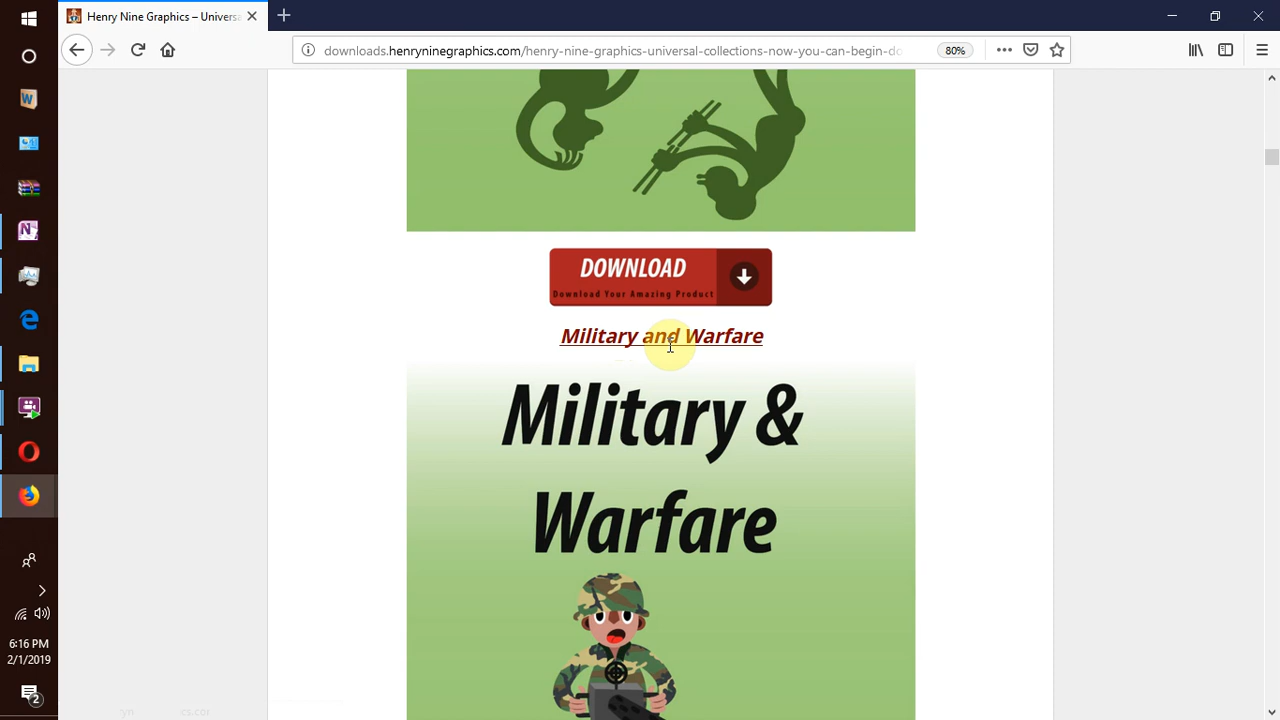 Henry Nine Graphics – Univers
downloads.henryninegraphics.com/henry-nine-graphics-universal-collections-now-you-can-begin-do
80%
DOWNLOAD
Download Your Amazing Product
Military and Warfare
Military &
Warfare
6:16 PM
2/1/2019
2